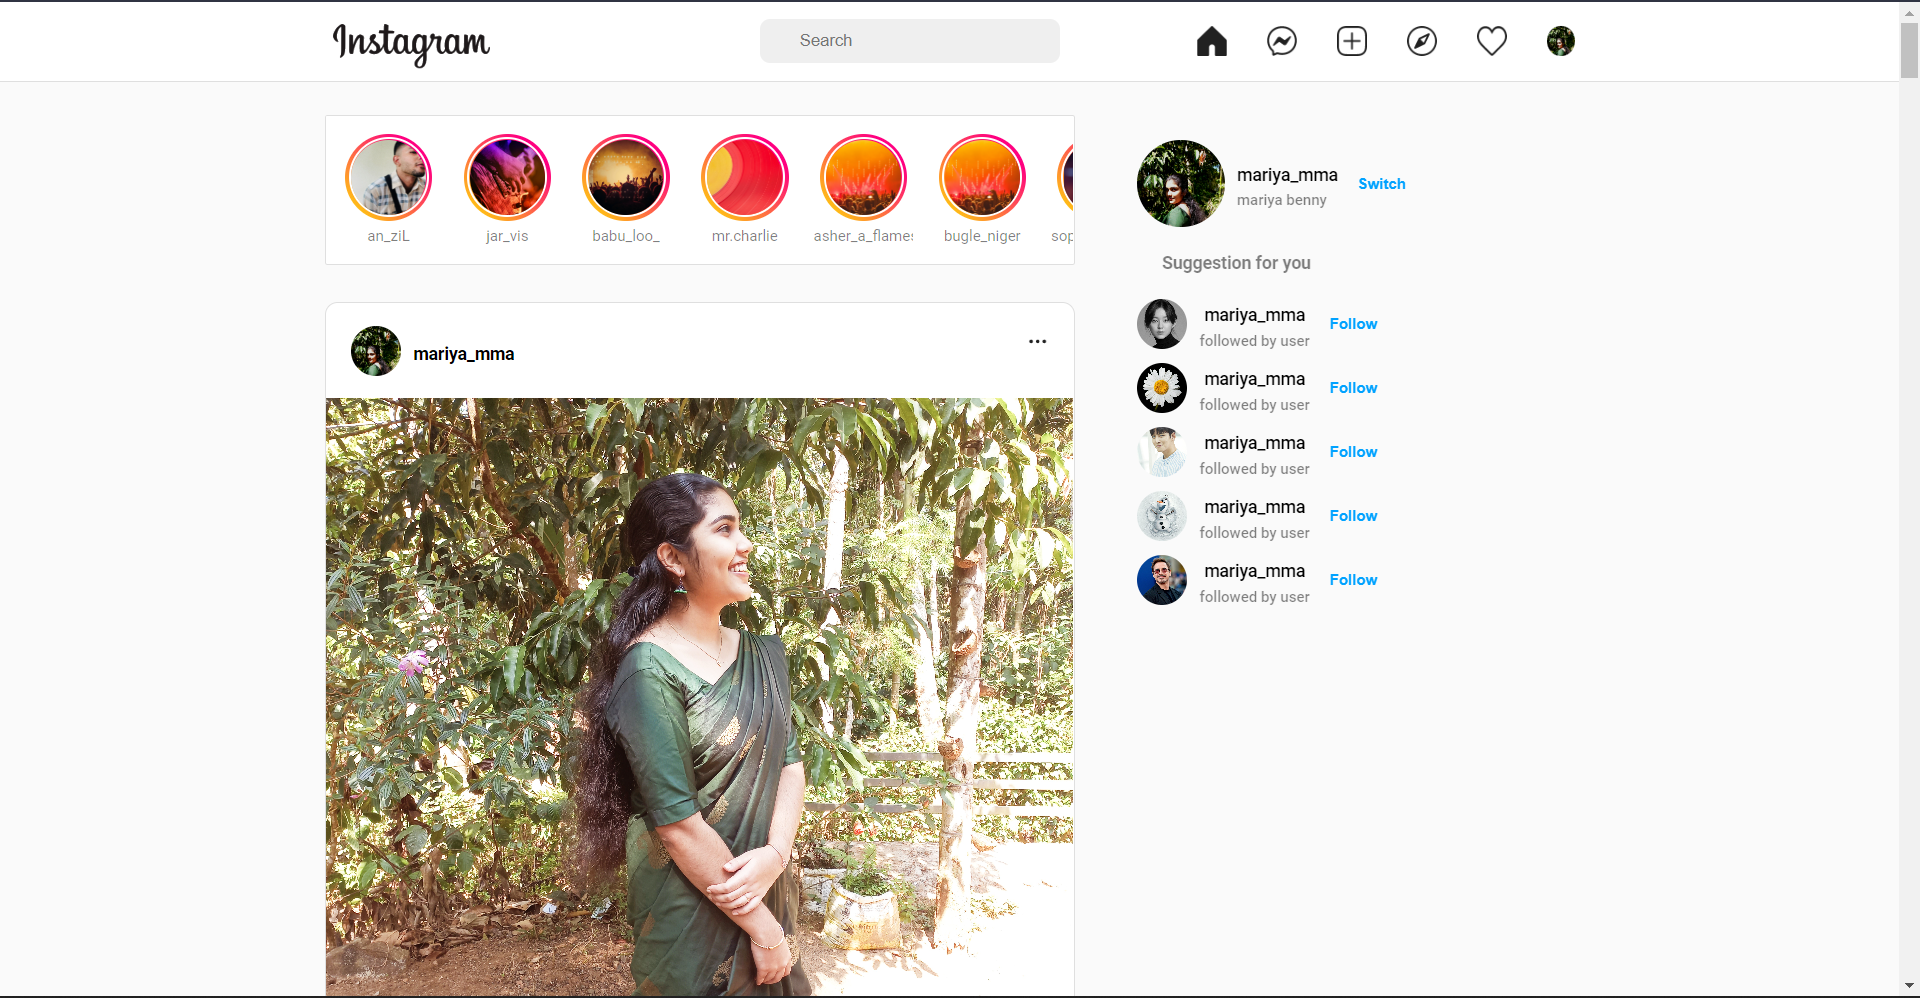 Instagram
Search
an_ziL
jar_vis
babu_loo_
mr.charlie
asher_a_flames
bugle_niger
sop
mariya_mma
mariya benny
Switch
Suggestion for you
mariya_mma
followed by user
Follow
mariya_mma
followed by user
Follow
mariya_mma
followed by user
Follow
mariya_mma
followed by user
Follow
mariya_mma
followed by user
Follow
mariya_mma